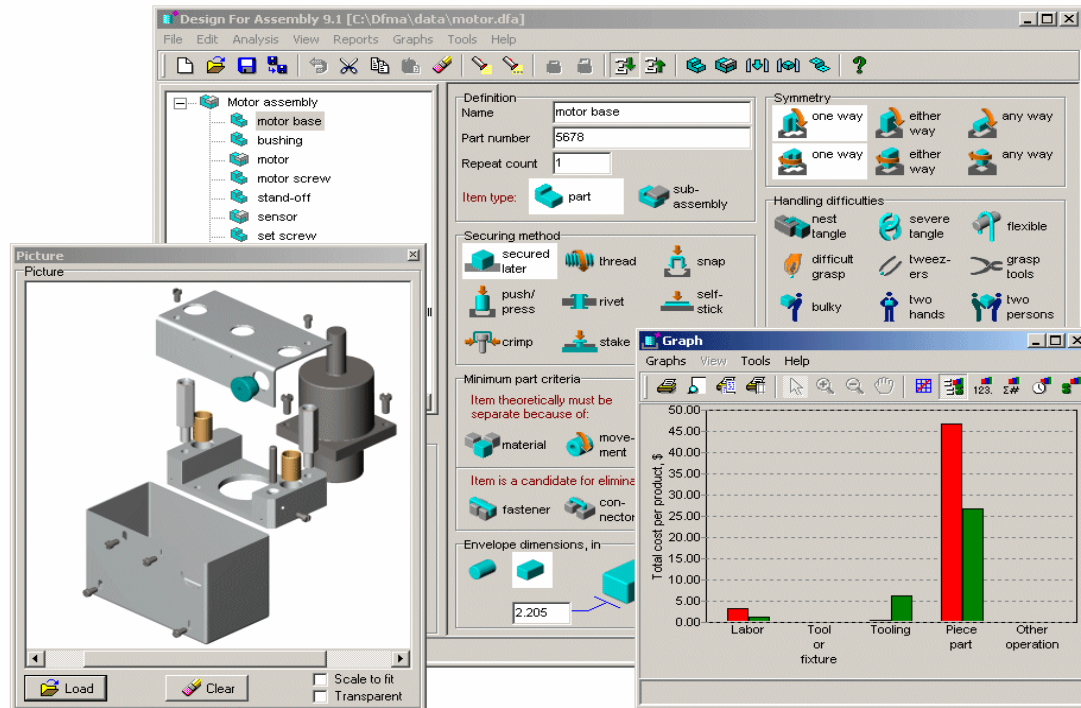 Design For Assembly 9.1 [C:\Dfma\data\motor.dfa]
File Edit Analysis View Reports Graphs Tools Help
Motor assembly
motor base
bushing
motor
motor screw
stand-off
sensor
set screw
Definition
Name
motor base
Part number
5678
Repeat count
1
Item type:
part
sub-
assembly
Securing method
secured
later
thread
snap
push/
press
rivet
self-
stick
crimp
stake
Minimum part criteria
Item theoretically must be
separate because of:
material
move-
ment
Item is a candidate for elimina
fastener
con-
nector
Envelope dimensions, in
2.205
Symmetry
one way
either
way
any way
one way
either
way
any way
Handling difficulties
nest
tangle
severe
tangle
flexible
difficult
grasp
tweez-
ers
grasp
tools
bulky
two
hands
two
persons
Picture
Picture
Load
Clear
Scale to fit
Transparent
Graph
Graphs View Tools Help
123. Σ#
Total cost per product, $
50.00
45.00
40.00
35.00
30.00
25.00
20.00
15.00
10.00
5.00
0.00
Labor
Tool
or
fixture
Tooling
Piece
part
Other
operation